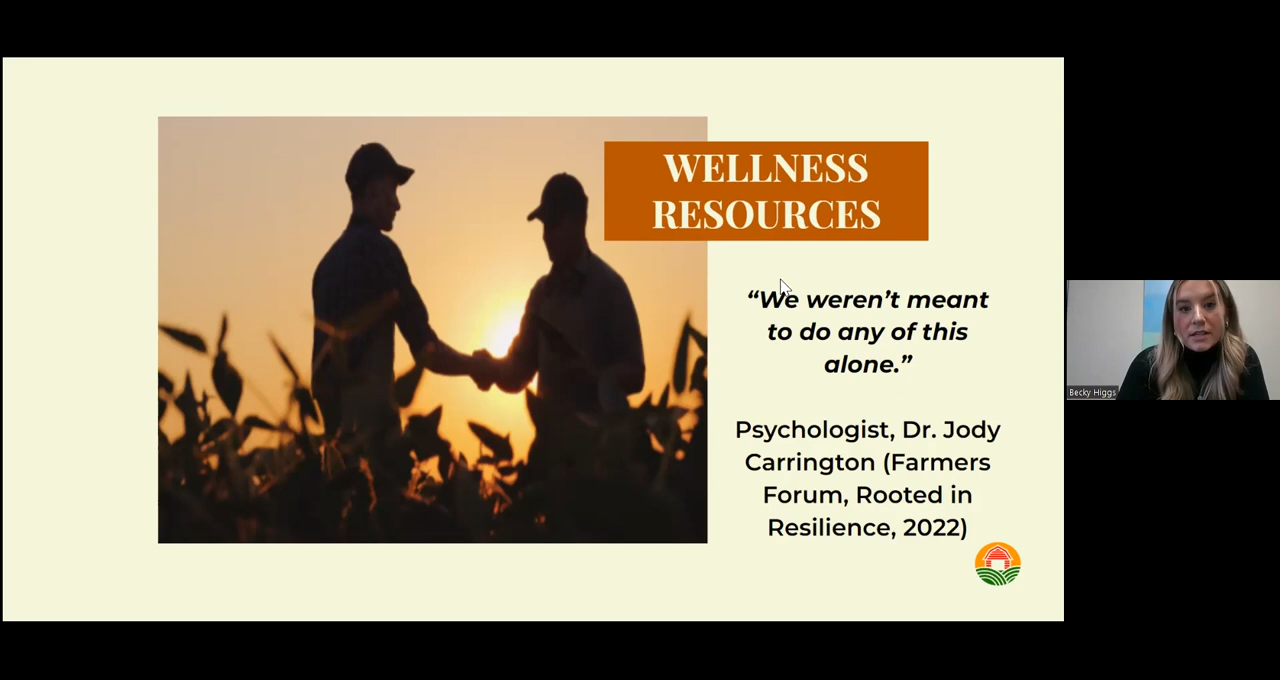 WELLNESS
RESOURCES
“We weren’t meant
to do any of this
alone.”
Psychologist, Dr. Jody
Carrington (Farmers
Forum, Rooted in
Resilience, 2022)
Becky Higgs